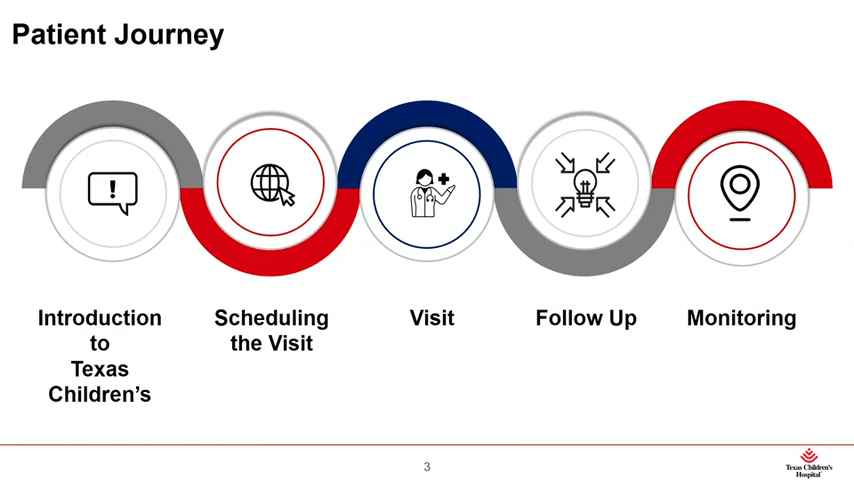 Patient Journey
!
Introduction
to
Texas
Children's
Scheduling
the Visit
Visit
Follow Up
Monitoring
3
Texas Children's
Hospital